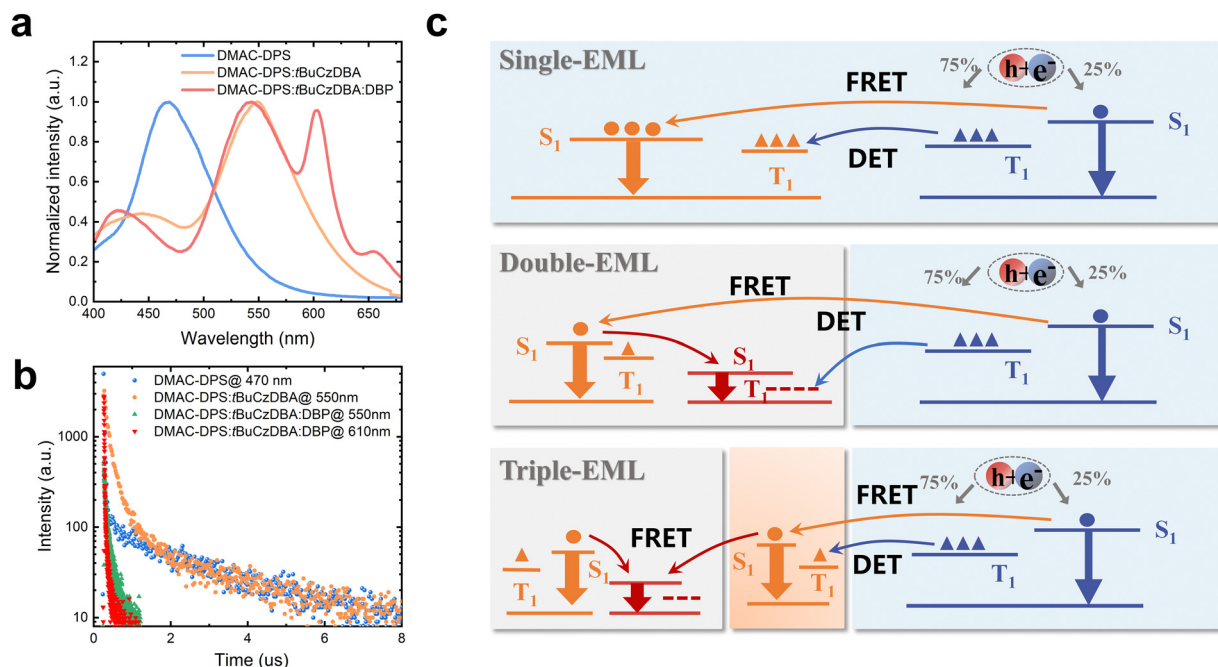 a
1.2
1.0
0.8
0.6
0.4
0.2
0.0
Normalized intensity (a.u.)
DMAC-DPS
DMAC-DPS:tBuCzDBA
DMAC-DPS:tBuCzDBA:DBP
400 450 500 550 600 650
Wavelength (nm)
b
1000
100
10
Intensity (a.u.)
DMAC-DPS@ 470 nm
DMAC-DPS:tBuCzDBA@ 550nm
DMAC-DPS:tBuCzDBA:DBP@ 550nm
DMAC-DPS:tBuCzDBA:DBP@ 610nm
0 2 4 6 8
Time (us)
c
Single-EML
75% h+ e- 25%
FRET
S1
DET
T1
T1
S1
Double-EML
75% h+ e- 25%
FRET
DET
S1
T1
S1
T1
T1
S1
Triple-EML
75% h+ e- 25%
FRET
FRET
DET
T1
S1
S1
T1
T1
S1